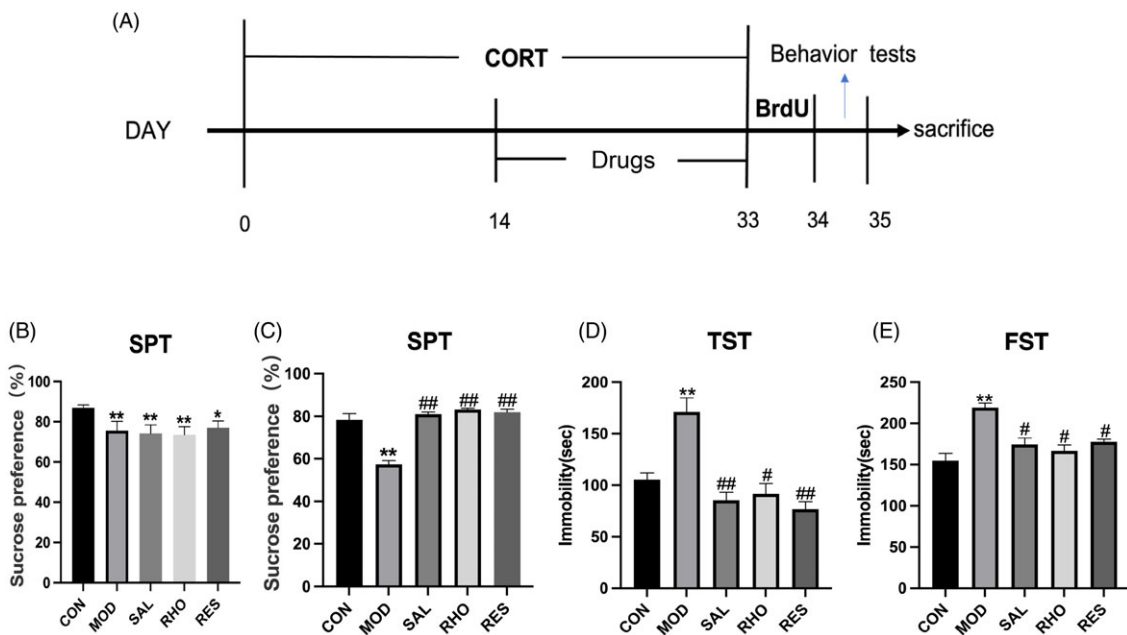 (A)
CORT
Behavior tests
BrdU
DAY
sacrifice
Drugs
0 14 33 34 35
(B)
SPT
Sucrose preference (%)
100
80
60
40
20
0
** ** ** *
CON MOD SAL RHO RES
(C)
SPT
Sucrose preference (%)
100
80
60
40
20
0
** ## ## ##
CON MOD SAL RHO RES
(D)
TST
Immobility(sec)
200
150
100
50
0
** ## # ##
CON MOD SAL RHO RES
(E)
FST
Immobility(sec)
250
200
150
100
50
0
** # # #
CON MOD SAL RHO RES